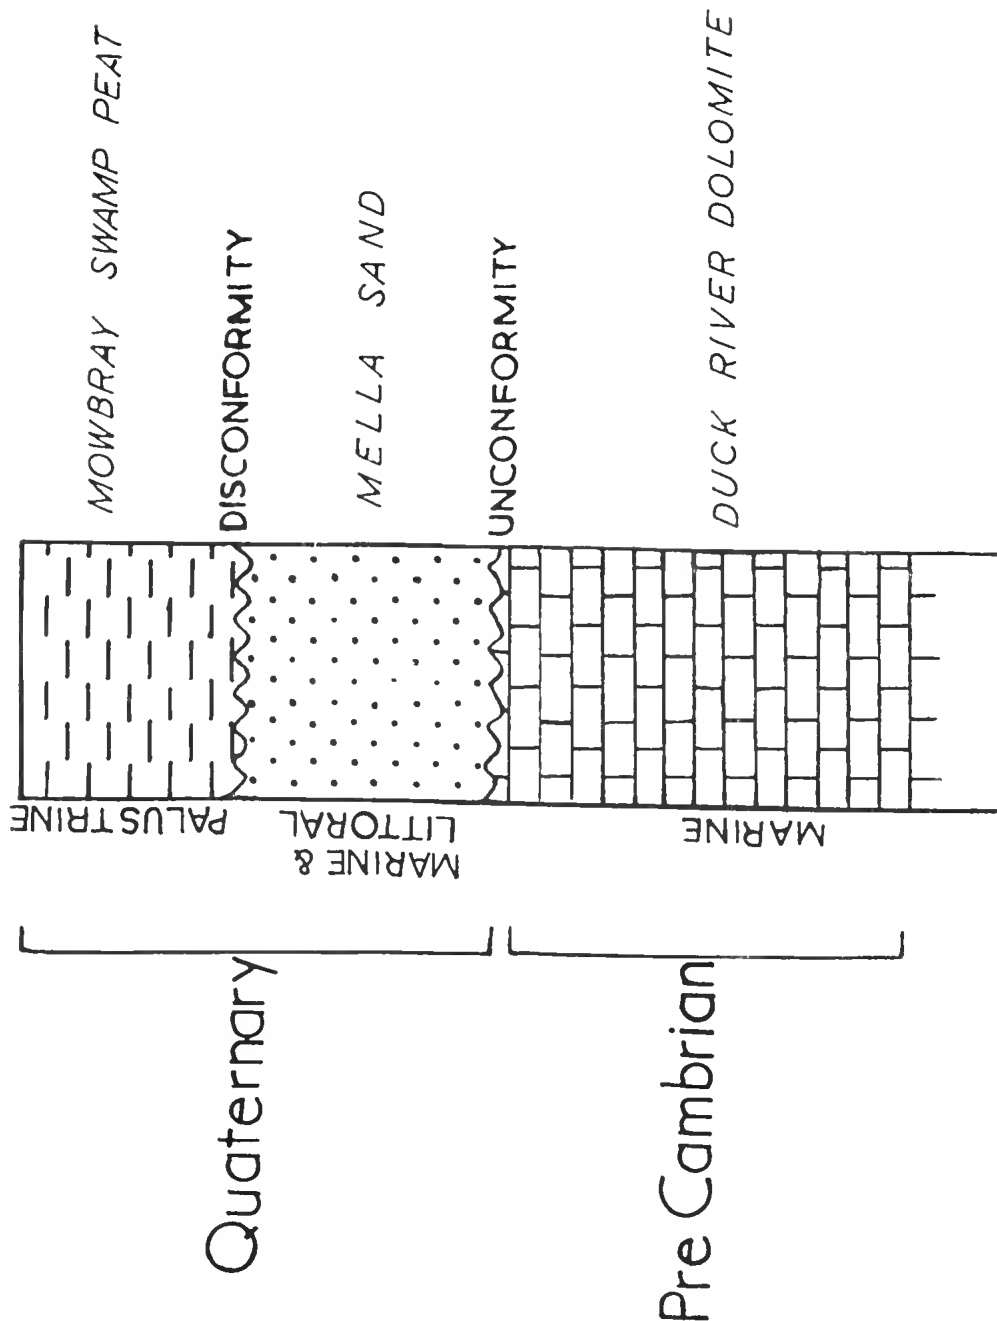 MOWBRAY SWAMP PEAT
DISCONFORMITY
MELLA SAND
UNCONFORMITY
DUCK RIVER DOLOMITE
PALUSTRINE
MARINE &
LITTORAL
MARINE
Quaternary
Pre Cambrian